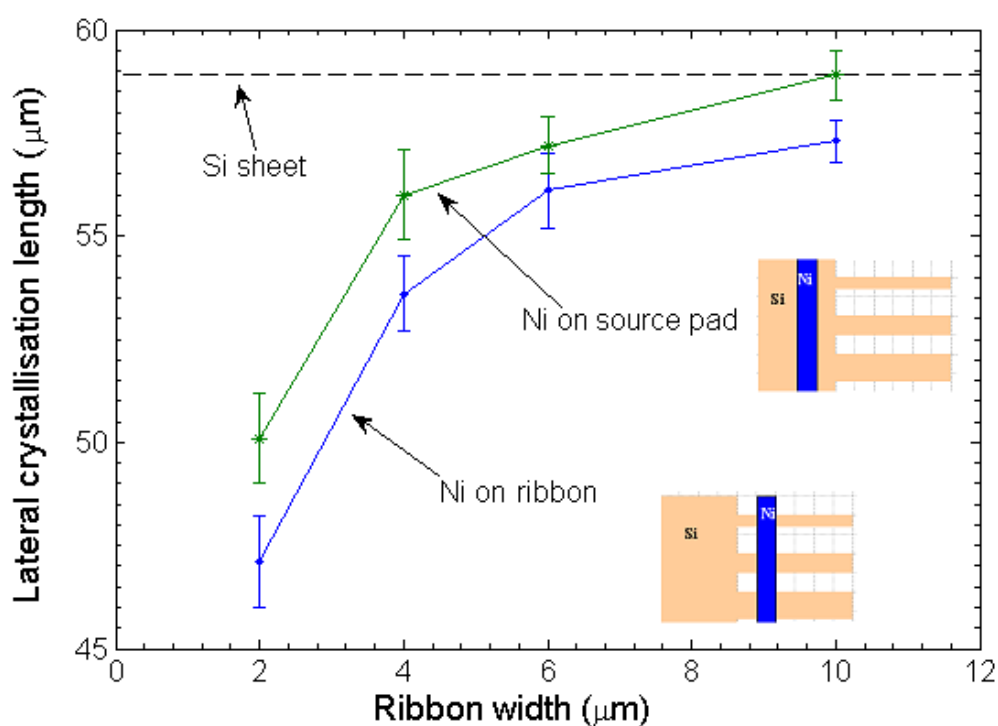 60
55
50
45
0
2
4
6
8
10
12
Lateral crystallisation length (μm)
Ribbon width (μm)
Si sheet
Ni on source pad
Ni on ribbon
Si
Ni
Si
Ni